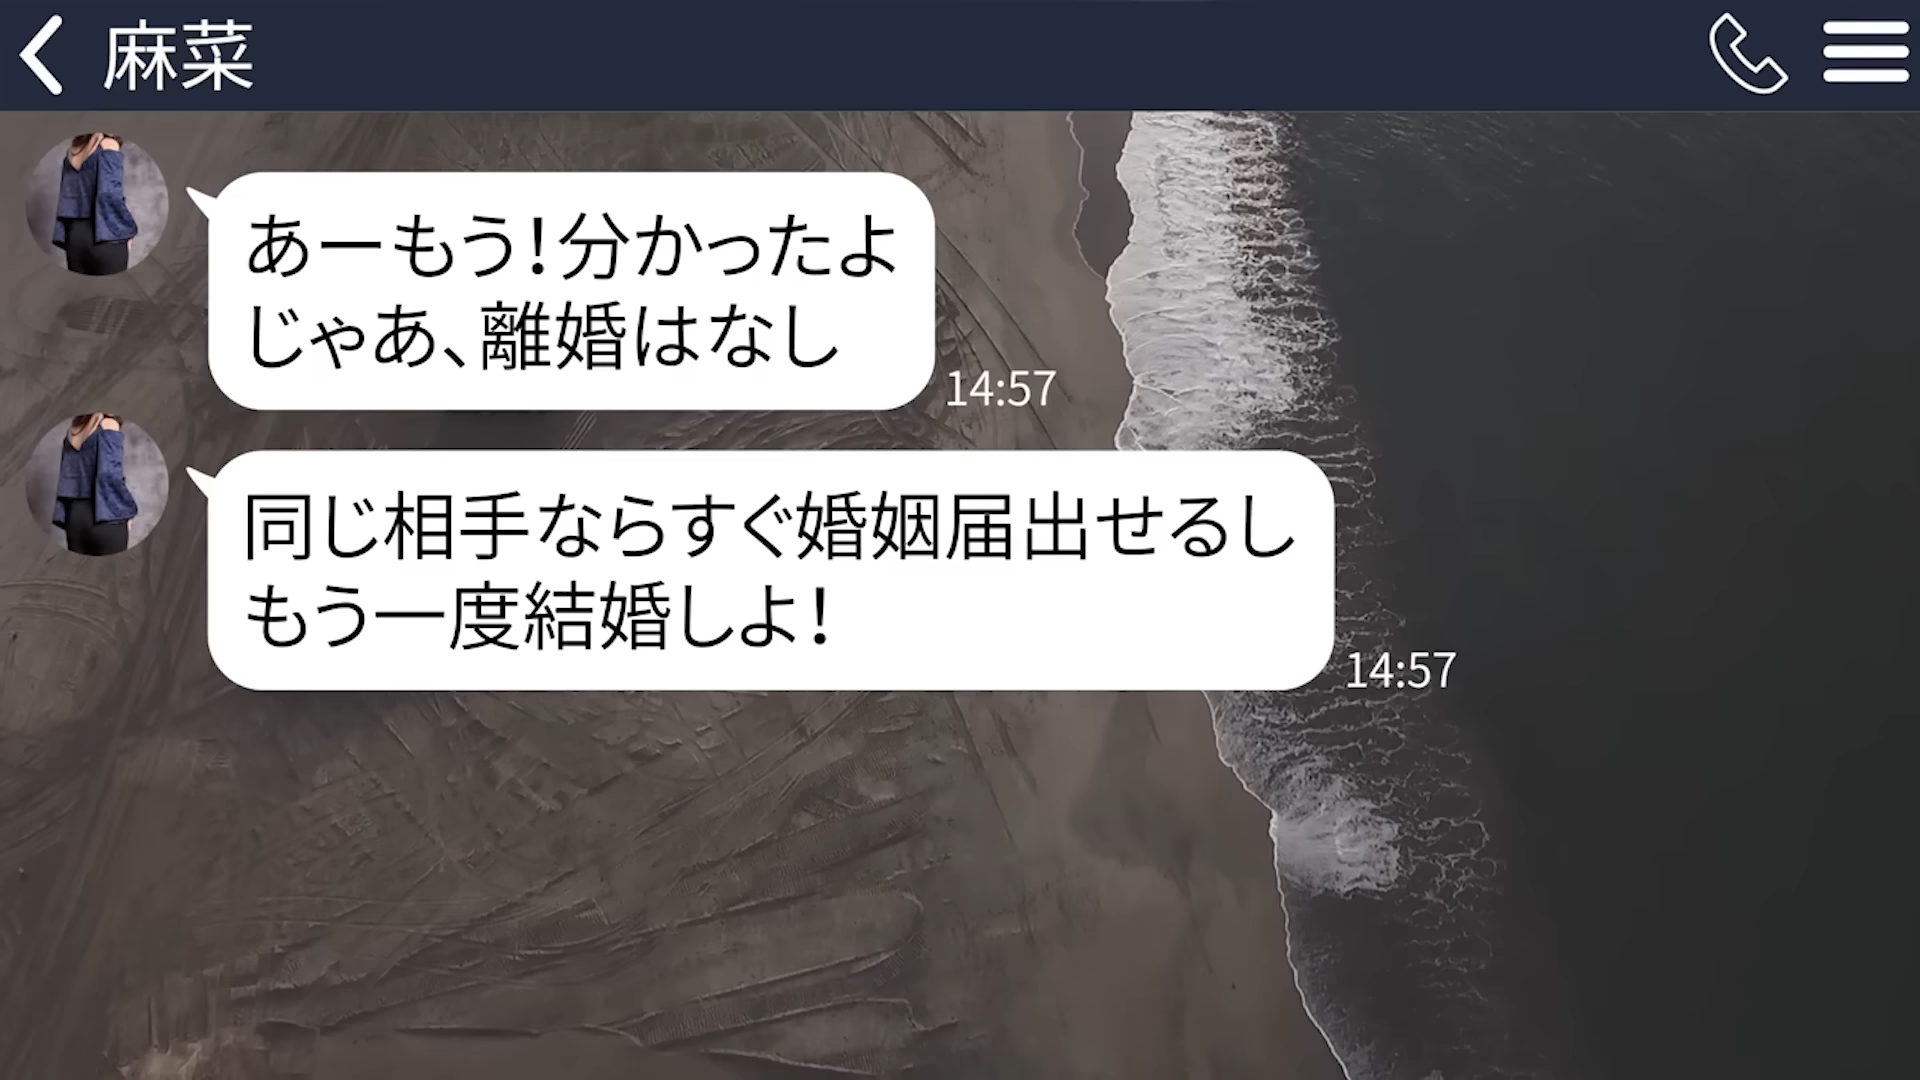 麻菜
あーもう！分かったよ
じゃあ、離婚はなし
14:57
同じ相手ならすぐ婚姻届出せるし
もう一度結婚しよ！
14:57